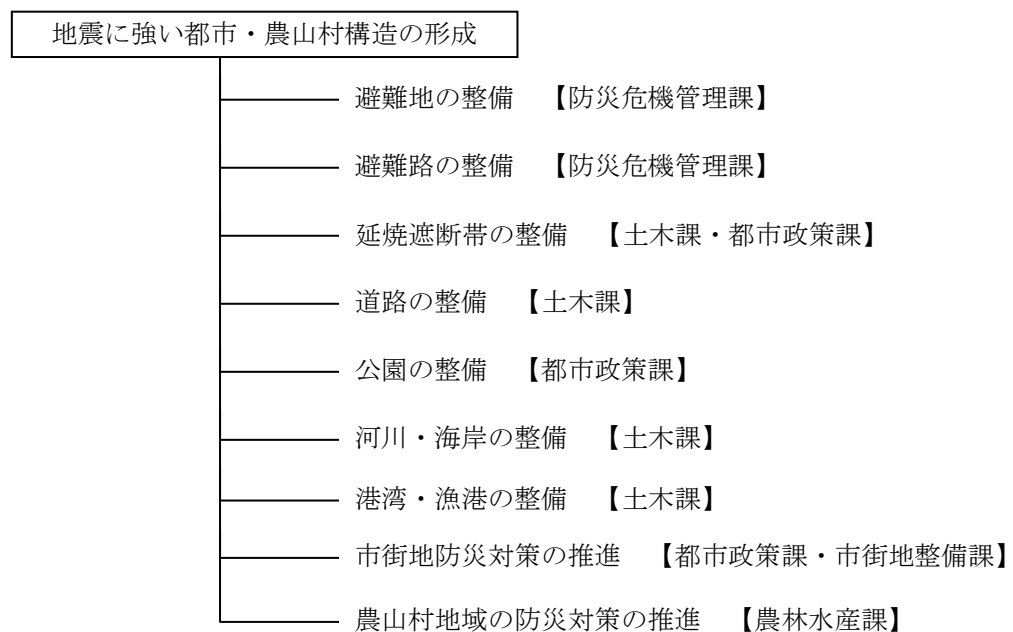 地震に強い都市・農山村構造の形成
避難地の整備　【防災危機管理課】
避難路の整備　【防災危機管理課】
延焼遮断帯の整備　【土木課・都市政策課】
道路の整備　【土木課】
公園の整備　【都市政策課】
河川・海岸の整備　【土木課】
港湾・漁港の整備　【土木課】
市街地防災対策の推進　【都市政策課・市街地整備課】
農山村地域の防災対策の推進　【農林水産課】